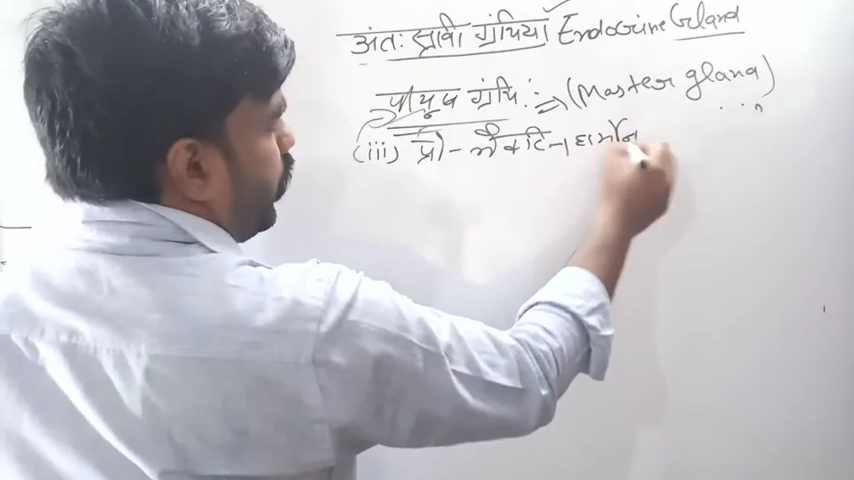 अंतः स्रावी ग्रंथियां Endocrine Gland
पीयूष ग्रंथि :- ⇒ (Master gland)
(iii) प्रो - लैक्टिन हार्मोन